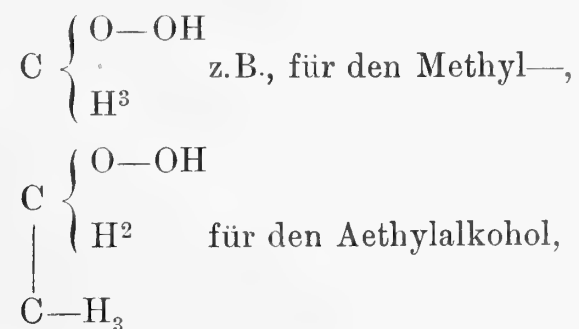 O—OH
C { z.B., für den Methyl—,
H³
O—OH
C {
H² für den Aethylalkohol,
|
C—H₃